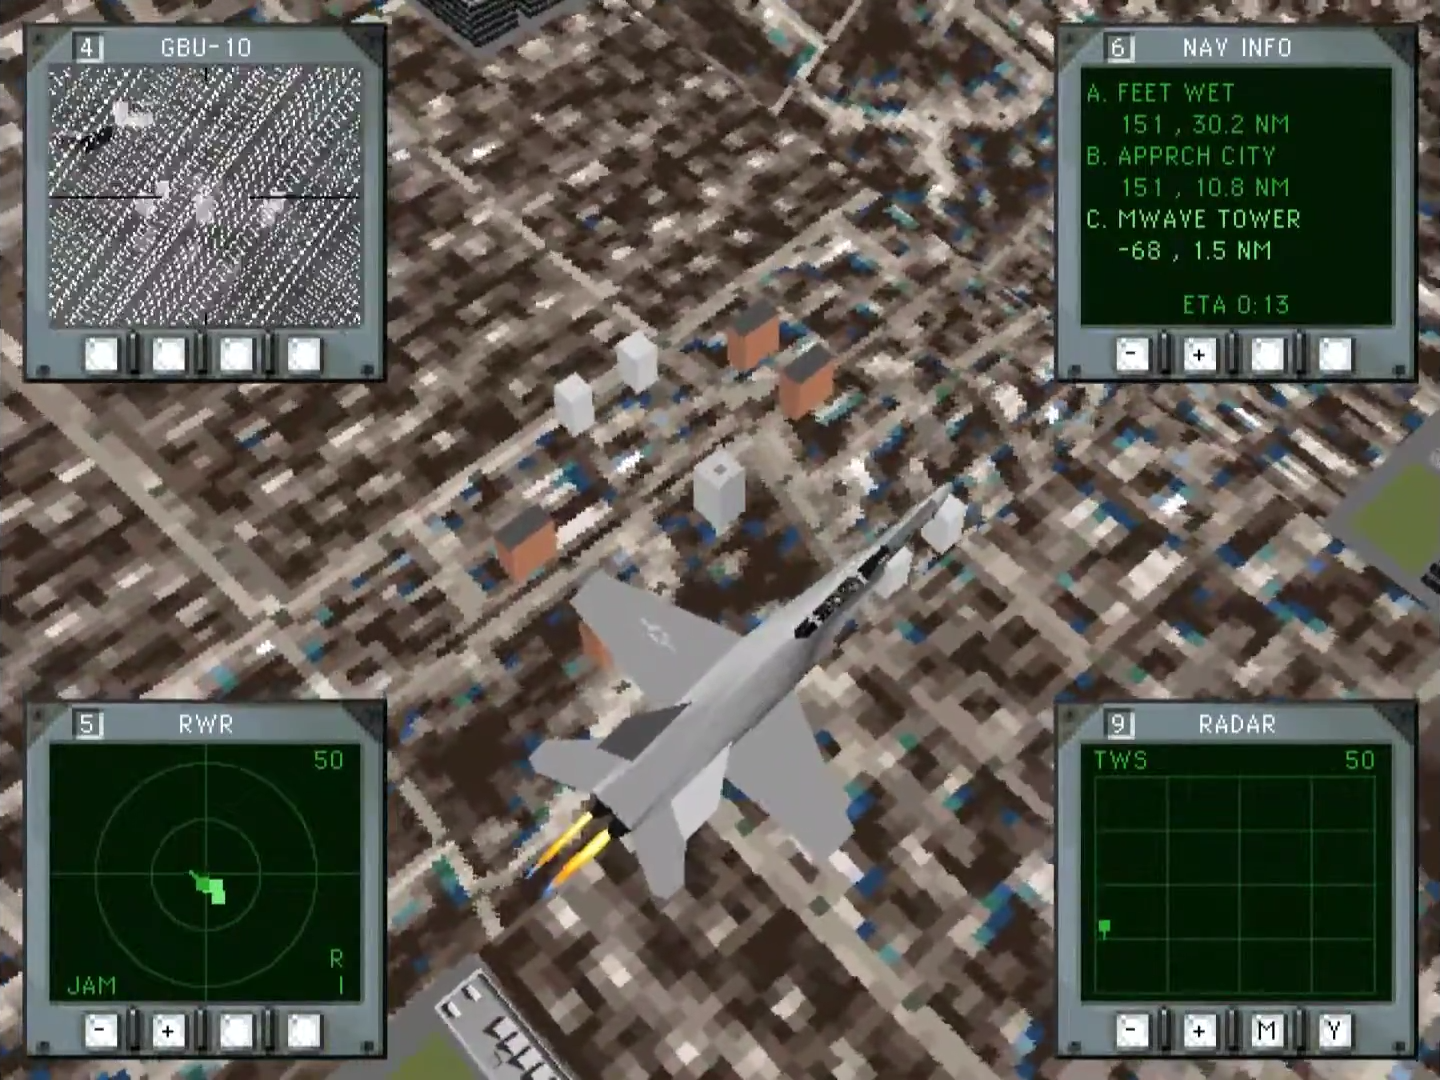 4 GBU-10
6 NAV INFO
A. FEET WET
151 , 30.2 NM
B. APPRCH CITY
151 , 10.8 NM
C. MWAVE TOWER
-68 , 1.5 NM
ETA 0:13
- +
5 RWR
50
R
JAM I
- +
9 RADAR
TWS 50
- + M Y